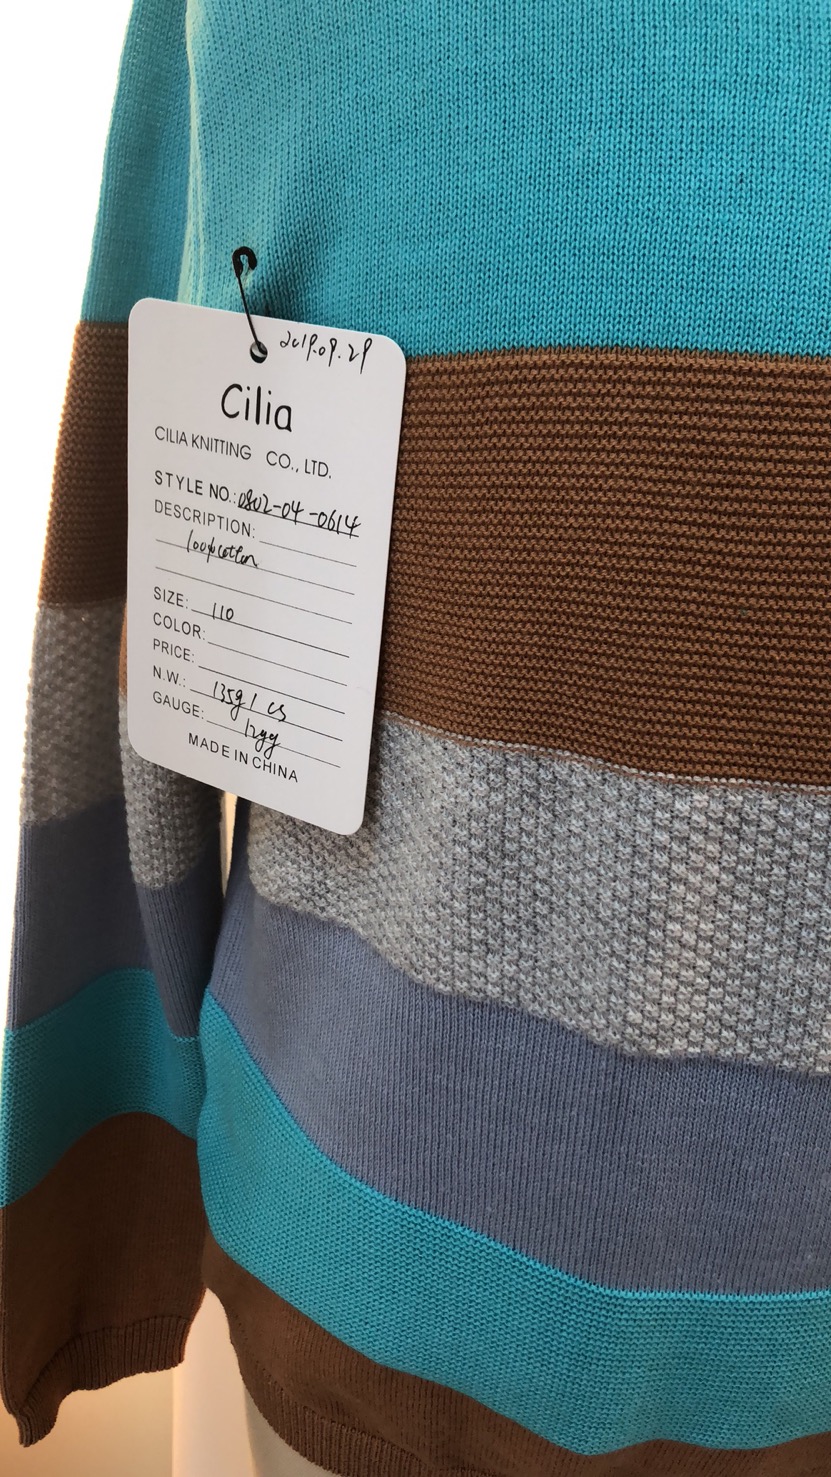 2019.09.29
Cilia
CILIA KNITTING CO., LTD.
STYLE NO.: 0802-04-0614
DESCRIPTION:
100% cotton
SIZE: 110
COLOR:
PRICE:
N.W.: 135g / cs
GAUGE: 12gg
MADE IN CHINA